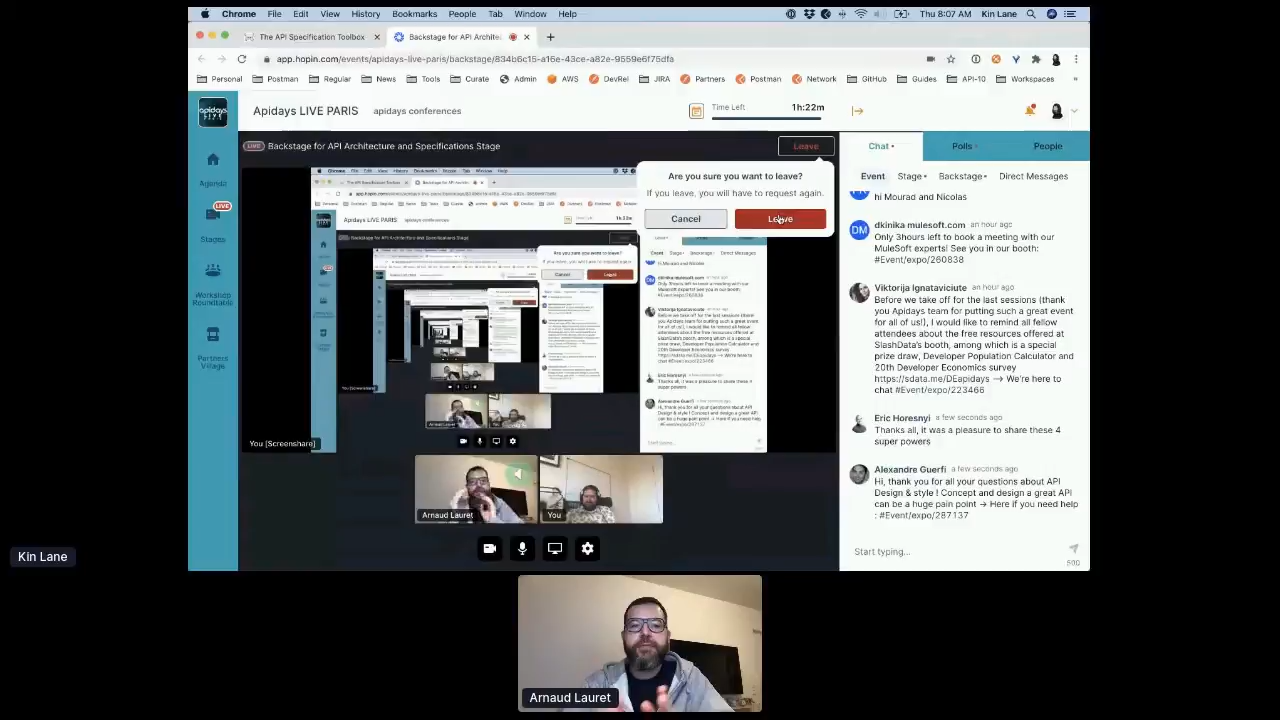 Chrome File Edit View History Bookmarks People Tab Window Help Thu 8:07 AM Kin Lane
The API Specification Toolbox
Backstage for API Archite
app.hopin.com/events/apidays-live-paris/backstage/834b6c15-a16e-43ce-a82e-9559e6f75dfa
Personal Postman Regular News Tools Curate Admin AWS DevRel JIRA Partners Postman Network GitHub Guides API-10 Workspaces »
apidays
LIVE
Apidays LIVE PARIS apidays conferences
Time Left
1h:22m
LIVE Backstage for API Architecture and Specifications Stage
Leave
Are you sure you want to leave?
If you leave, you will have to request again.
Cancel Leave
Agenda
LIVE
Stages
Workshop
Roundtable
Partners
Village
You [Screenshare]
Arnaud Lauret
You
Chat Polls People
Event Stage Backstage Direct Messages
hi Mourad and Nicolas
DM dkinika mulesoft.com an hour ago
Only 3hours left to book a meeting with our
MuleSoft experts! See you in our booth:
#Event/expo/260838
Viktorija Ignataviciute an hour ago
Before we take off for the last sessions (thank
you Apidays team for putting such a great event
for all of us!), I would like to remind all fellow
attendees about the free resources offered at
SlashData's booth, among which is a special
prize draw, Developer Population Calculator and
20th Developer Economics survey
https://sdata.me/DEapidays —> We're here to
chat #Event/expo/223466
Eric Horesnyi a few seconds ago
Thanks all, it was a pleasure to share these 4
super powers
Alexandre Guerfi a few seconds ago
Hi, thank you for all your questions about API
Design & style ! Concept and design a great API
can be a huge pain point -> Here if you need help
: #Event/expo/287137
Start typing...
500
Kin Lane
Arnaud Lauret